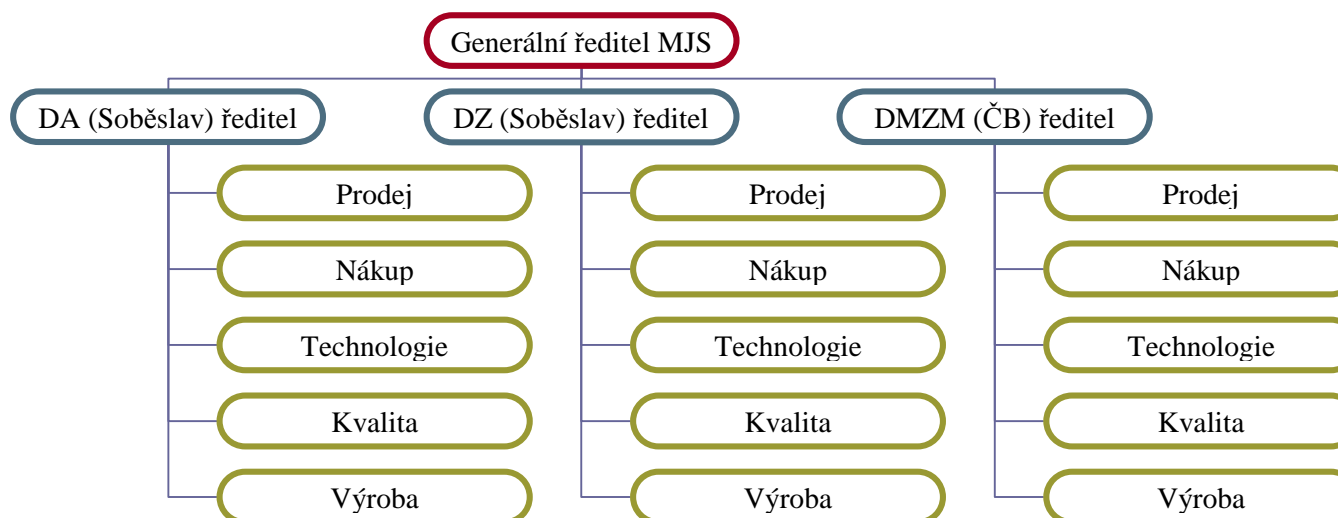 Generální ředitel MJS
DA (Soběslav) ředitel
DZ (Soběslav) ředitel
DMZM (ČB) ředitel
Prodej
Prodej
Prodej
Nákup
Nákup
Nákup
Technologie
Technologie
Technologie
Kvalita
Kvalita
Kvalita
Výroba
Výroba
Výroba